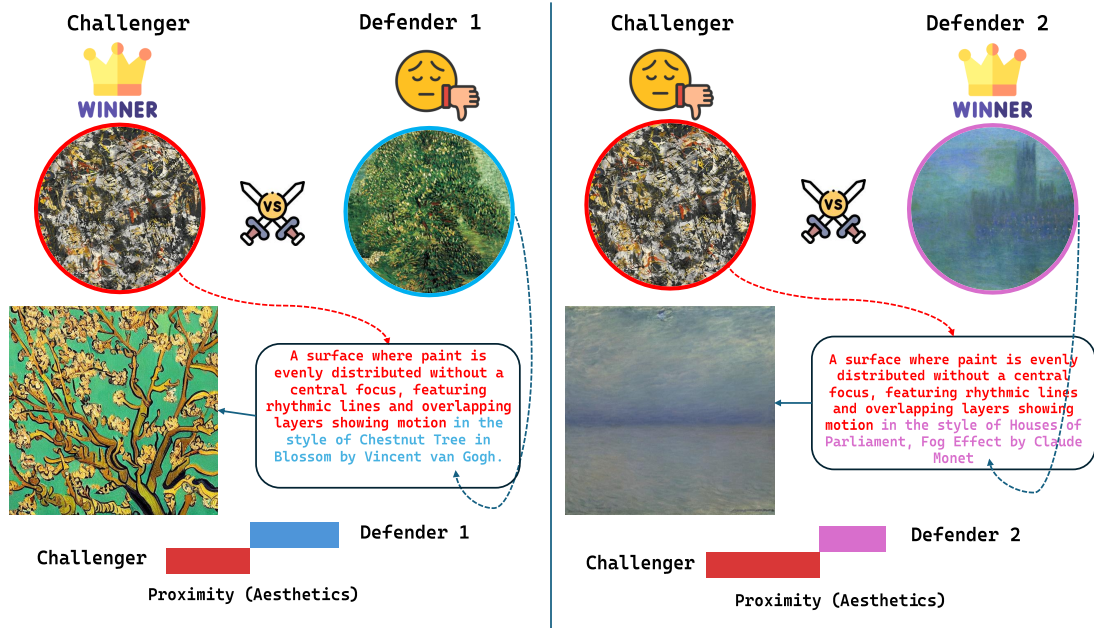 Challenger
Defender 1
WINNER
VS
A surface where paint is
evenly distributed without a
central focus, featuring
rhythmic lines and overlapping
layers showing motion in the
style of Chestnut Tree in
Blossom by Vincent van Gogh.
Defender 1
Challenger
Proximity (Aesthetics)
Challenger
Defender 2
WINNER
VS
A surface where paint is evenly
distributed without a central
focus, featuring rhythmic lines
and overlapping layers showing
motion in the style of Houses of
Parliament, Fog Effect by Claude
Monet
Defender 2
Challenger
Proximity (Aesthetics)